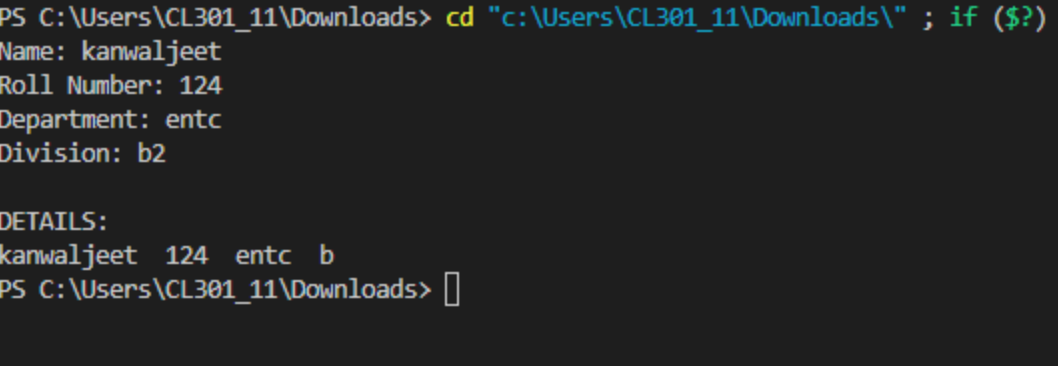 PS C:\Users\CL301_11\Downloads> cd "c:\Users\CL301_11\Downloads\" ; if ($?)
Name: kanwaljeet
Roll Number: 124
Department: entc
Division: b2
DETAILS:
kanwaljeet  124  entc  b
PS C:\Users\CL301_11\Downloads>